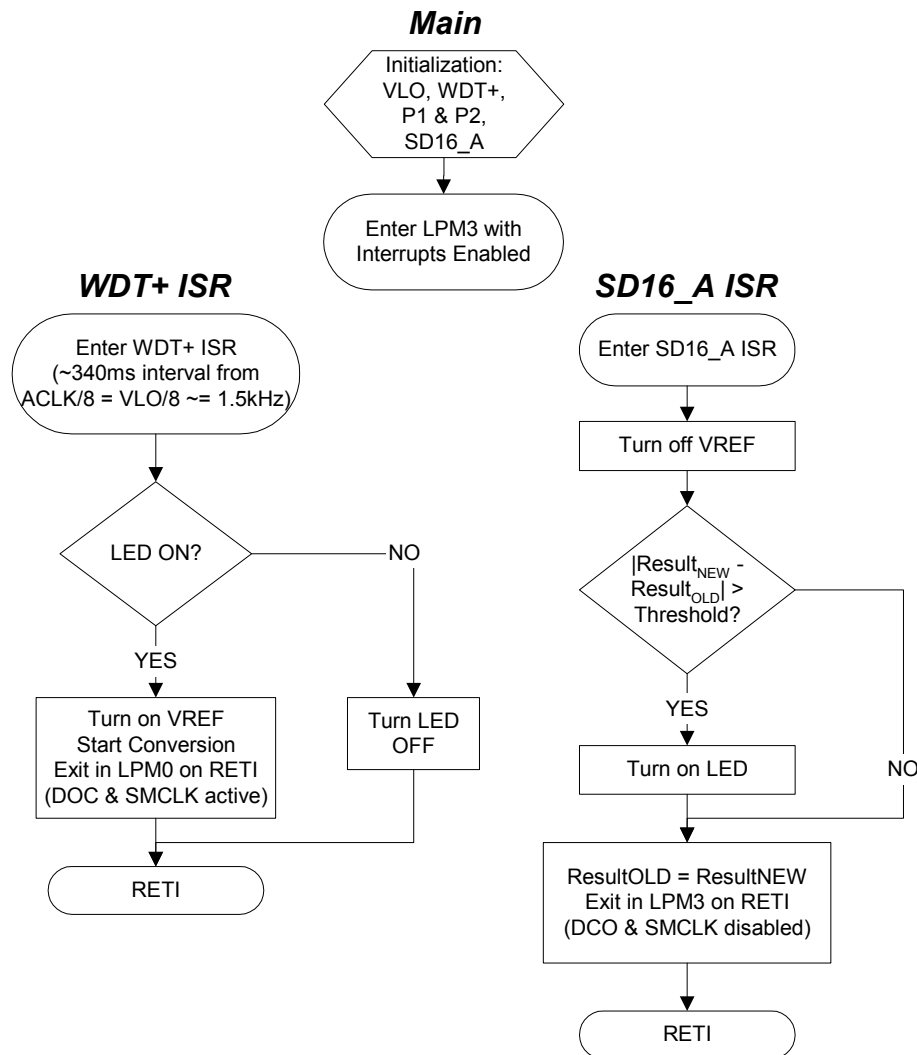 Main
Initialization:
VLO, WDT+,
P1 & P2,
SD16_A
Enter LPM3 with
Interrupts Enabled
WDT+ ISR
Enter WDT+ ISR
(~340ms interval from
ACLK/8 = VLO/8 ~= 1.5kHz)
LED ON?
NO
YES
Turn on VREF
Start Conversion
Exit in LPM0 on RETI
(DOC & SMCLK active)
Turn LED
OFF
RETI
SD16_A ISR
Enter SD16_A ISR
Turn off VREF
|ResultNEW -
ResultOLD| >
Threshold?
YES
NO
Turn on LED
ResultOLD = ResultNEW
Exit in LPM3 on RETI
(DCO & SMCLK disabled)
RETI